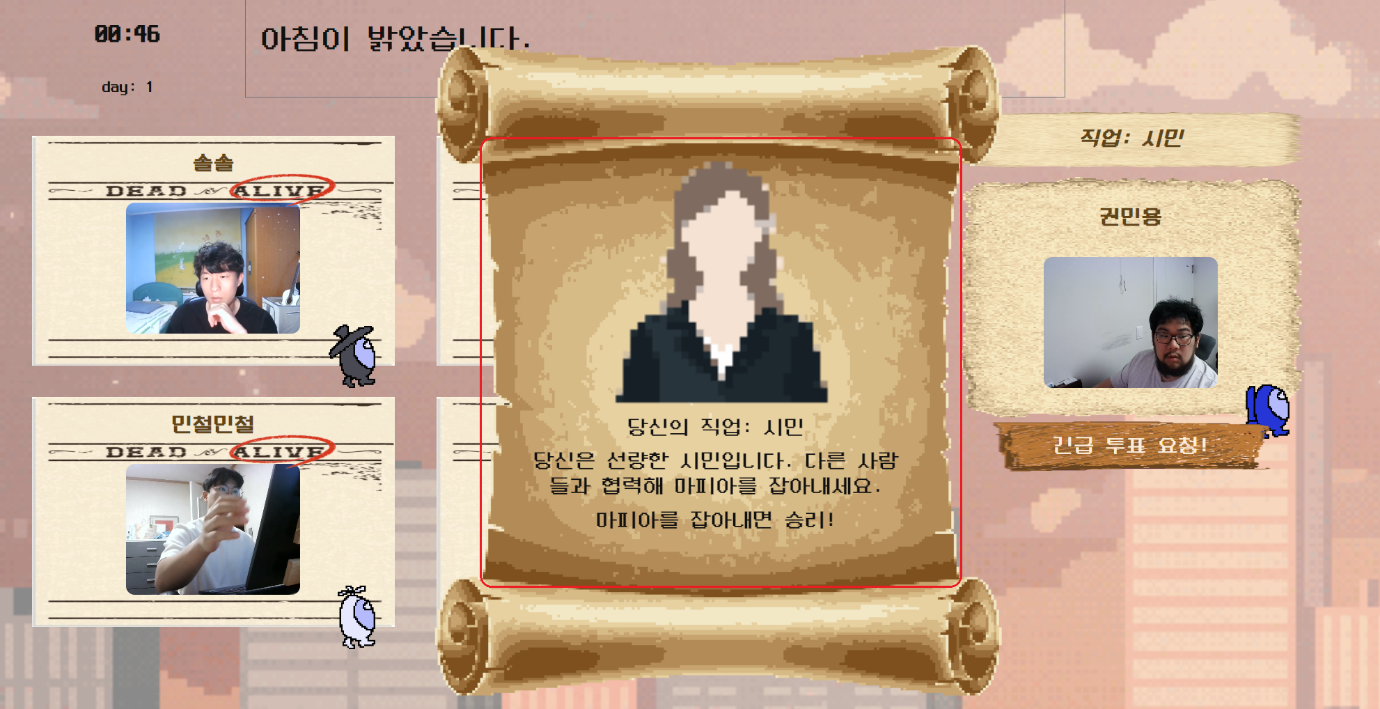 00:46
아침이 밝았습니다.
day: 1
솔솔
DEAD or ALIVE
민철민철
DEAD or ALIVE
당신의 직업: 시민
당신은 선량한 시민입니다. 다른 사람
들과 협력해 마피아를 잡아내세요.
마피아를 잡아내면 승리!
직업: 시민
권민용
긴급 투표 요청!